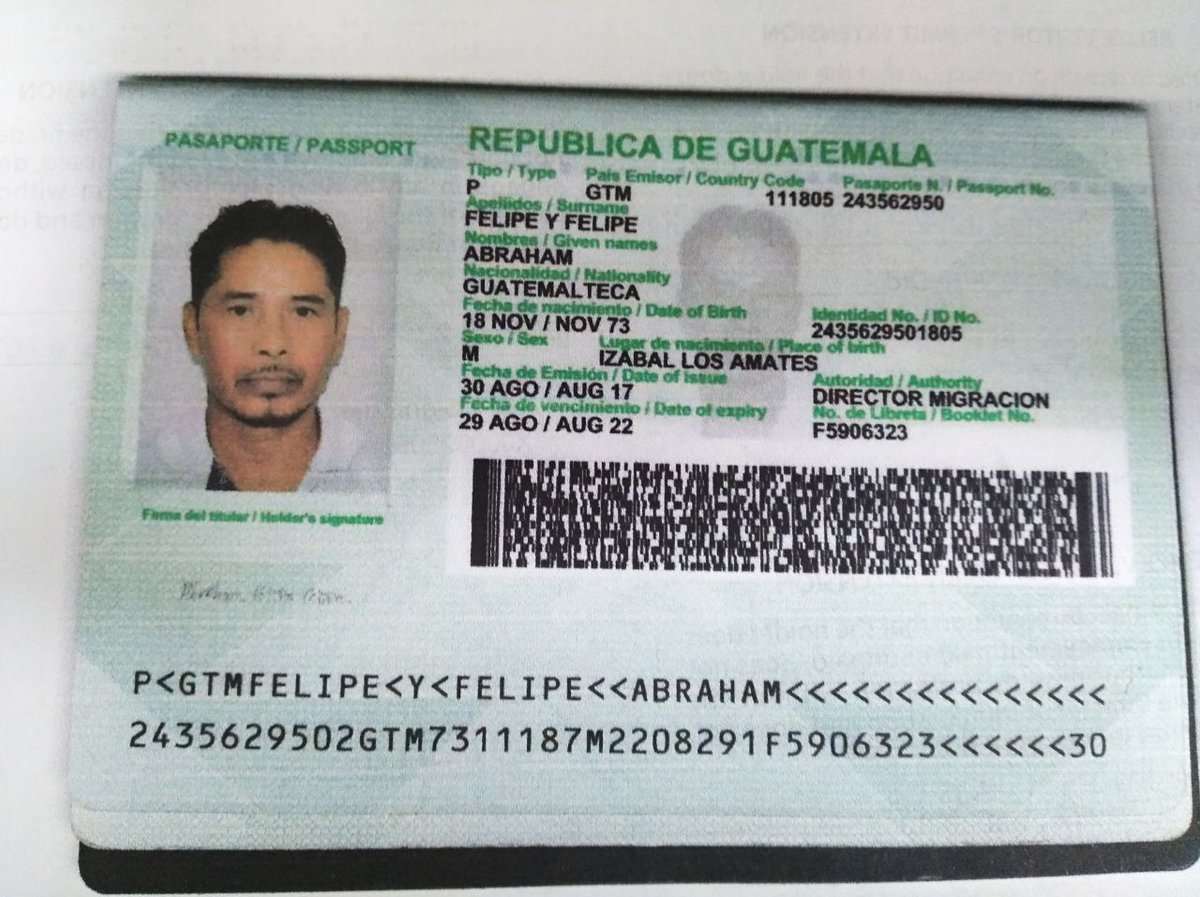 PASAPORTE / PASSPORT
REPUBLICA DE GUATEMALA
Tipo / Type País Emisor / Country Code Pasaporte N. / Passport No.
P GTM 111805 243562950
Apellidos / Surname
FELIPE Y FELIPE
Nombres / Given names
ABRAHAM
Nacionalidad / Nationality
GUATEMALTECA
Fecha de nacimiento / Date of Birth Identidad No. / ID No.
18 NOV / NOV 73 2435629501805
Sexo / Sex Lugar de nacimiento / Place of birth
M IZABAL LOS AMATES
Fecha de Emisión / Date of issue Autoridad / Authority
30 AGO / AUG 17 DIRECTOR MIGRACION
Fecha de vencimiento / Date of expiry No. de Libreta / Booklet No.
29 AGO / AUG 22 F5906323
Firma del titular / Holder's signature
P<GTMFELIPE<Y<FELIPE<<ABRAHAM<<<<<<<<<<<<<<<
2435629502GTM7311187M2208291F5906323<<<<<<30